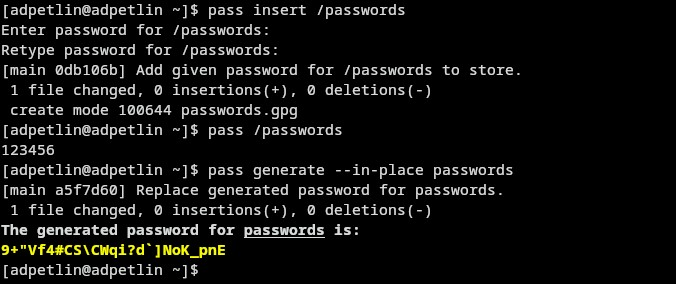 [adpetlin@adpetlin ~]$ pass insert /passwords
Enter password for /passwords:
Retype password for /passwords:
[main 0db106b] Add given password for /passwords to store.
 1 file changed, 0 insertions(+), 0 deletions(-)
 create mode 100644 passwords.gpg
[adpetlin@adpetlin ~]$ pass /passwords
123456
[adpetlin@adpetlin ~]$ pass generate --in-place passwords
[main a5f7d60] Replace generated password for passwords.
 1 file changed, 0 insertions(+), 0 deletions(-)
The generated password for passwords is:
9+"Vf4#CS\CWqi?d`]NoK_pnE
[adpetlin@adpetlin ~]$